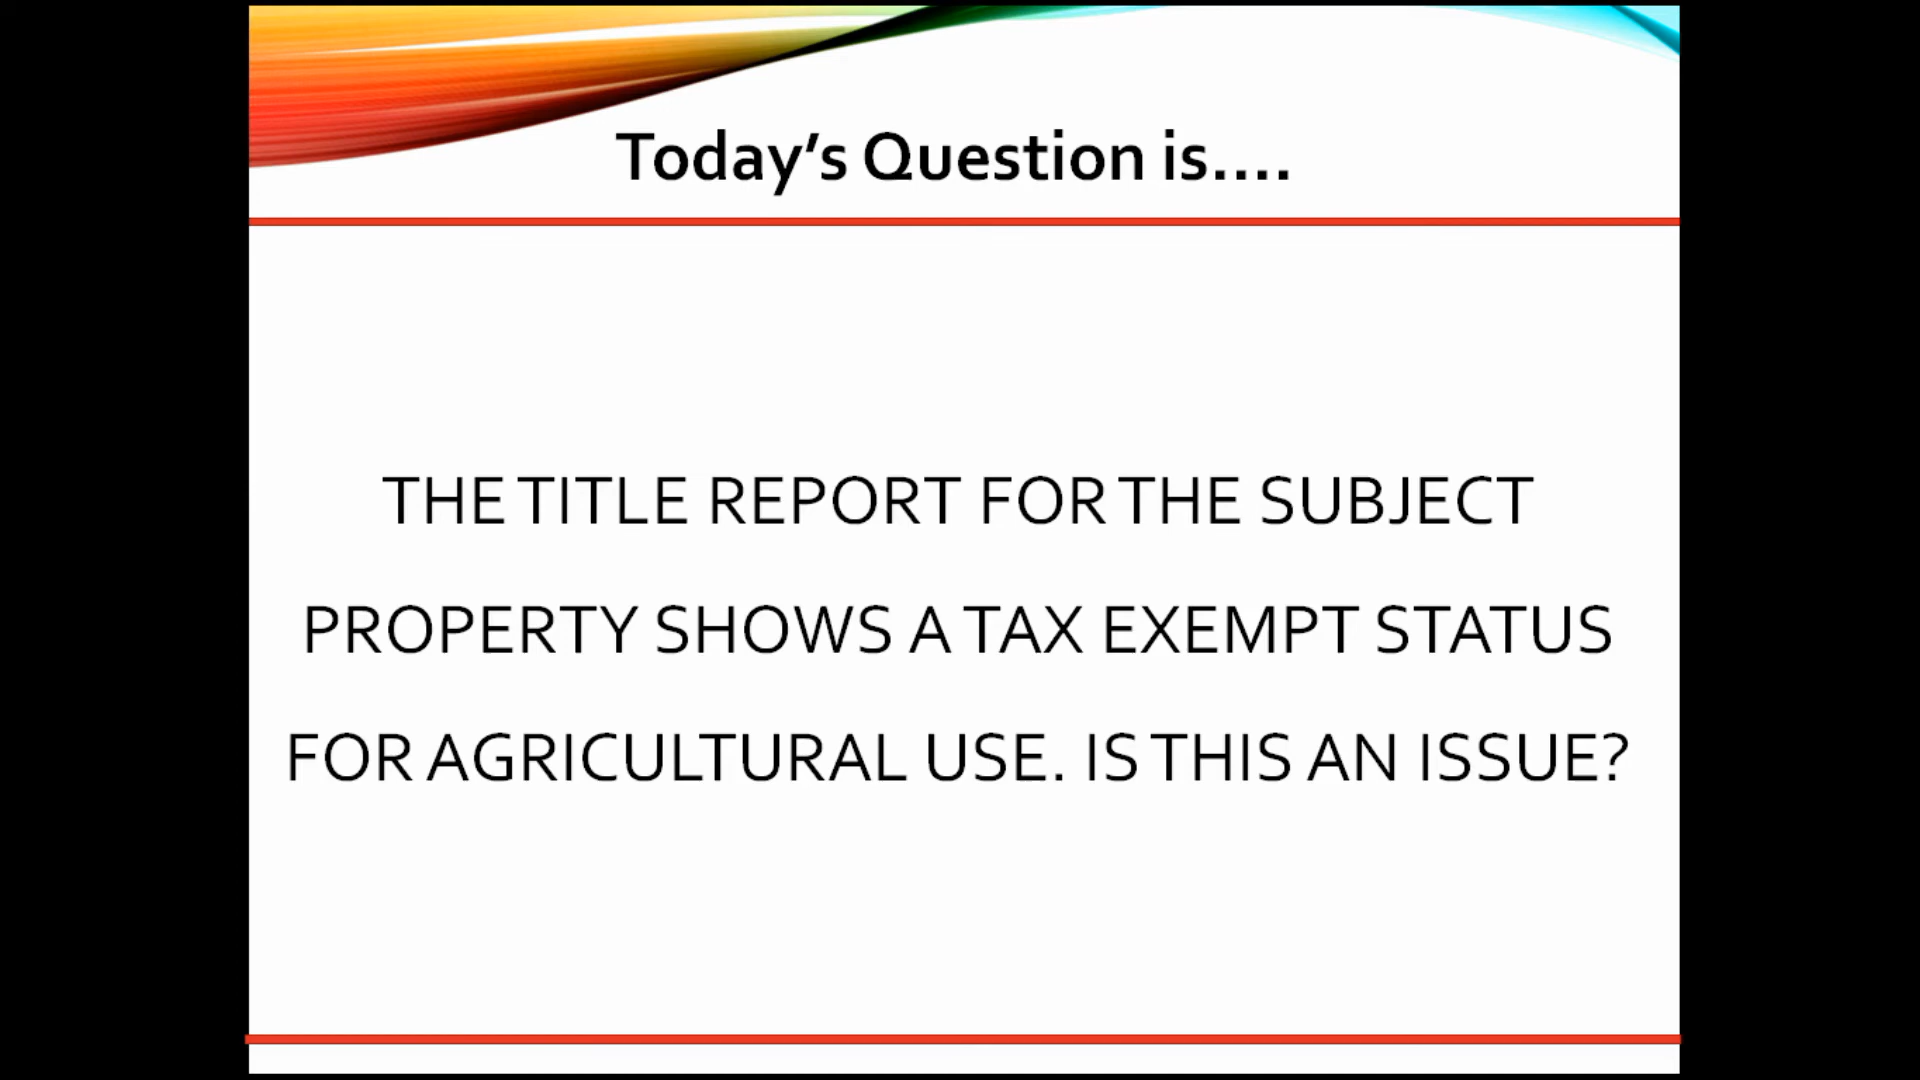 Today’s Question is....
THE TITLE REPORT FOR THE SUBJECT
PROPERTY SHOWS A TAX EXEMPT STATUS
FOR AGRICULTURAL USE. IS THIS AN ISSUE?